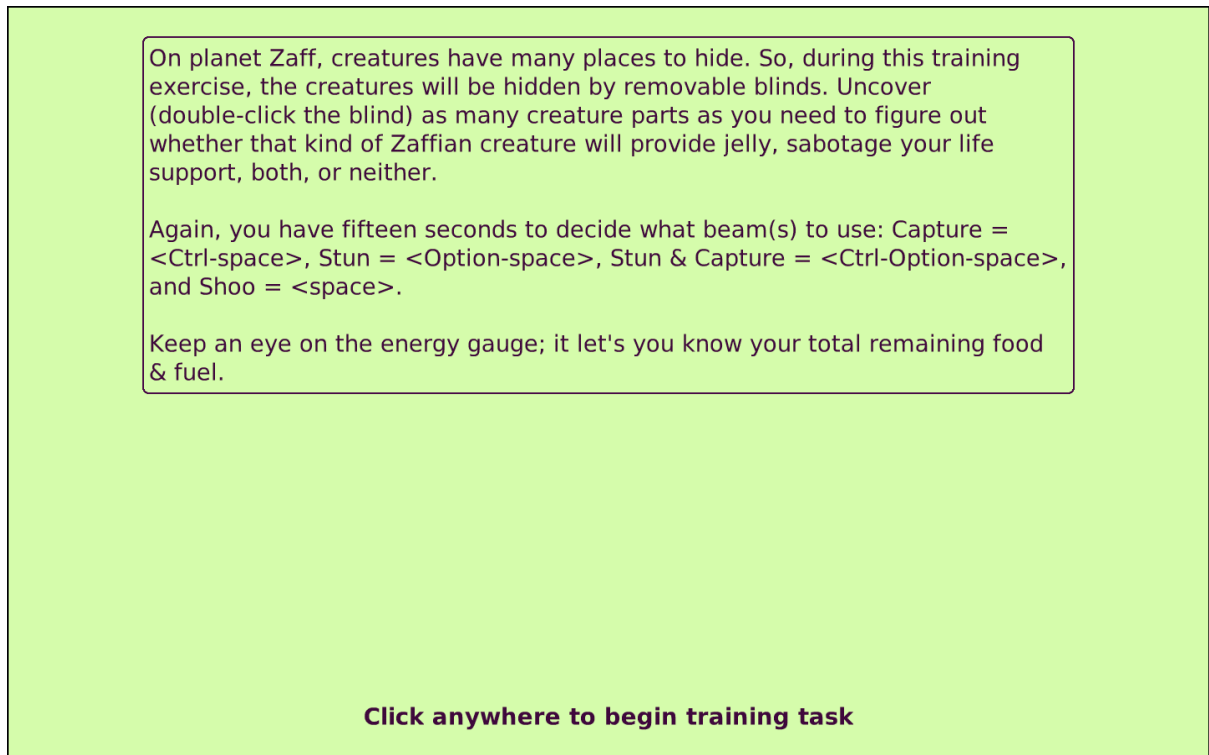 On planet Zaff, creatures have many places to hide. So, during this training
exercise, the creatures will be hidden by removable blinds. Uncover
(double-click the blind) as many creature parts as you need to figure out
whether that kind of Zaffian creature will provide jelly, sabotage your life
support, both, or neither.
Again, you have fifteen seconds to decide what beam(s) to use: Capture =
<Ctrl-space>, Stun = <Option-space>, Stun & Capture = <Ctrl-Option-space>,
and Shoo = <space>.
Keep an eye on the energy gauge; it let's you know your total remaining food
& fuel.
Click anywhere to begin training task